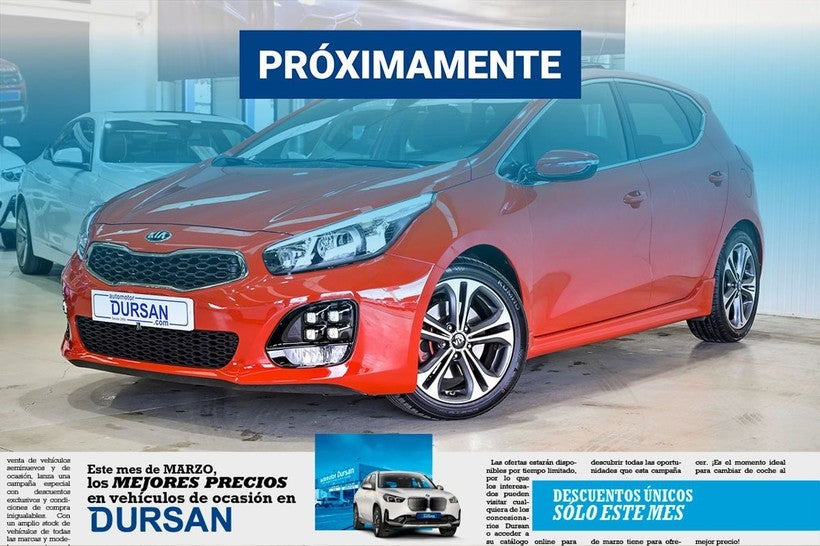 PRÓXIMAMENTE
KIA
automotor
DURSAN
.com
venta de vehículos
seminuevos y de
ocasión, lanza una
campaña especial
con descuentos
exclusivos y condi-
ciones de compra
inigualables. Con
un amplio stock de
vehículos de todas
las marcas y mode-
Este mes de MARZO,
los MEJORES PRECIOS
en vehículos de ocasión en
DURSAN
automotor Dursan
Las ofertas estarán dispo-
nibles por tiempo limitado,
por lo que
los interesa-
dos pueden
visitar cual-
quiera de los
concesiona-
rios Dursan
o acceder a
su catálogo online para
descubrir todas las oportu-
nidades que esta campaña
de marzo tiene para ofre-
cer. ¡Es el momento ideal
para cambiar de coche al
mejor precio!
DESCUENTOS ÚNICOS
SÓLO ESTE MES